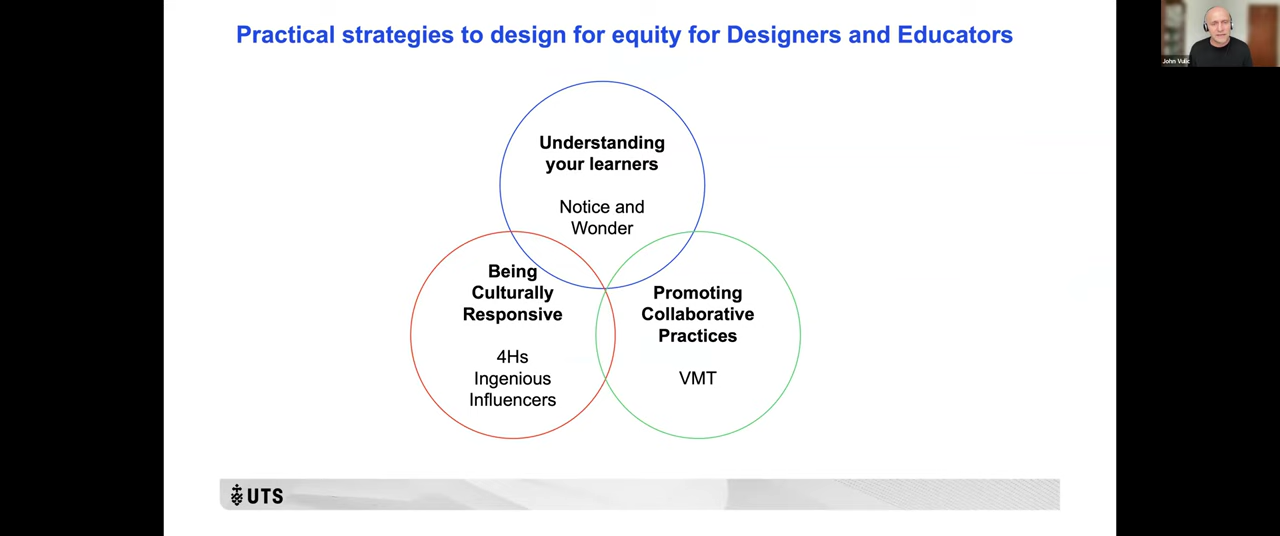 Practical strategies to design for equity for Designers and Educators
John Vulic
Understanding
your learners
Notice and
Wonder
Being
Culturally
Responsive
4Hs
Ingenious
Influencers
Promoting
Collaborative
Practices
VMT
UTS